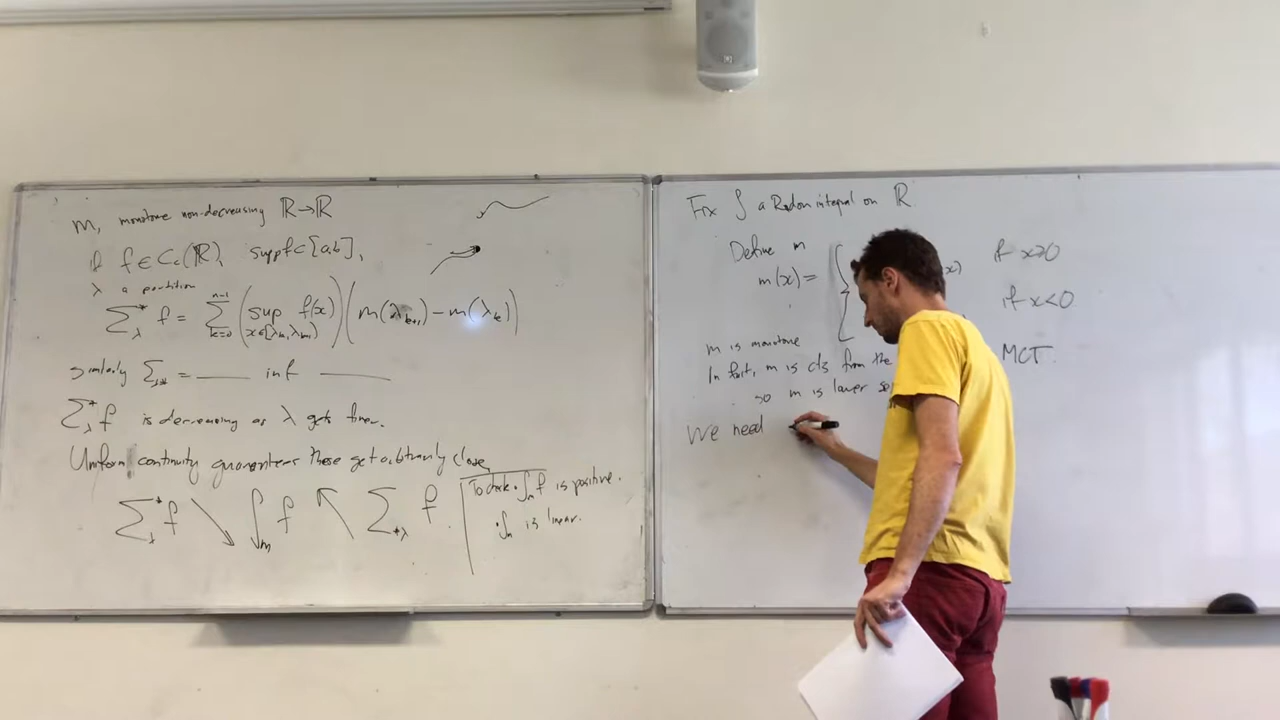 m, monotone non-decreasing ℝ→ℝ
if f ∈ C_c(ℝ), supp f ⊂ [a,b],
λ a partition
Σ*_λ f = Σ_{k=0}^{n-1} ( sup_{x∈[λ_k, λ_{k+1}]} f(x) ) ( m(λ_{k+1}) − m(λ_k) )
similarly Σ_{*λ} = ____ inf ____
Σ*_λ f is decreasing as λ gets finer.
Uniform continuity guarantees these get arbitrarily close
Σ*_λ f ↘ ∫_m f ↖ Σ_{*λ} f
To check • ∫_m f is positive.
• ∫_m is linear.
Fix ∫ a Radon integral on ℝ.
Define m
m(x) = { x) if x≥0
if x<0
m is monotone
In fact, m is cts from the MCT.
so m is lower
We need